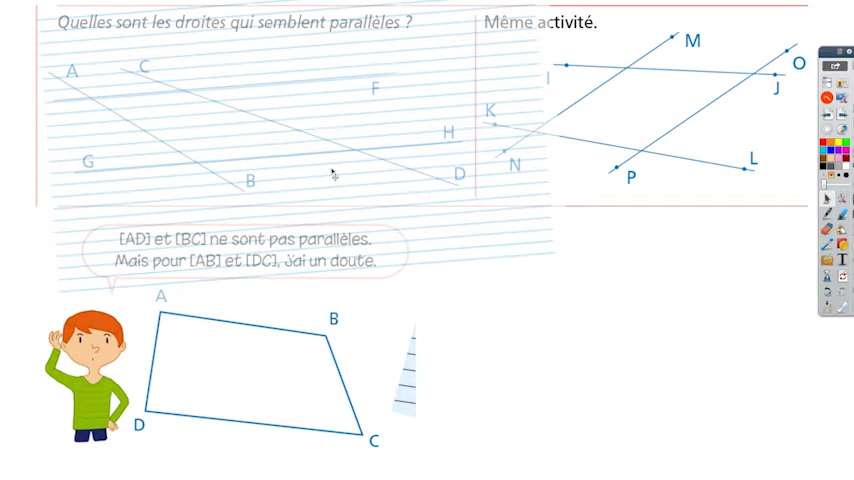 Quelles sont les droites qui semblent parallèles ?
A
C
F
G
H
B
D
Même activité.
M
O
I
J
K
N
L
P
[AD] et [BC] ne sont pas parallèles.
Mais pour [AB] et [DC], j'ai un doute.
A
B
D
C
T